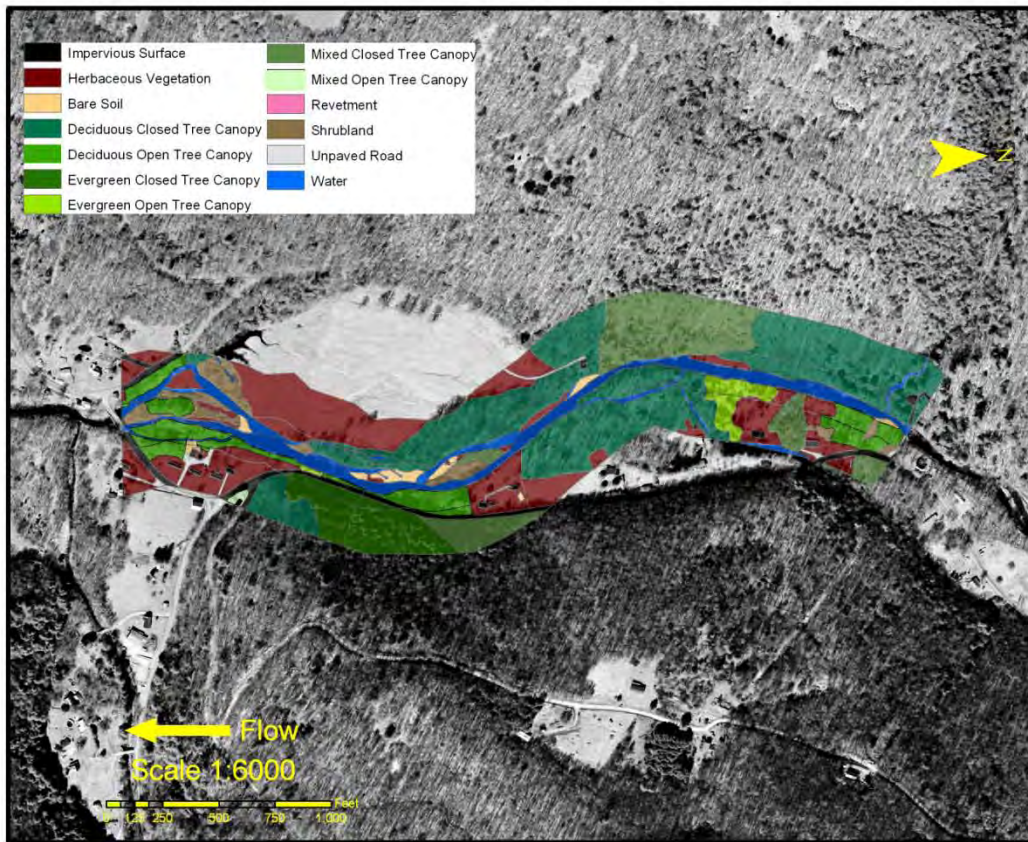 Impervious Surface
Herbaceous Vegetation
Bare Soil
Deciduous Closed Tree Canopy
Deciduous Open Tree Canopy
Evergreen Closed Tree Canopy
Evergreen Open Tree Canopy
Mixed Closed Tree Canopy
Mixed Open Tree Canopy
Revetment
Shrubland
Unpaved Road
Water
N
Flow
Scale 1:6000
0 125 250 500 750 1,000 Feet